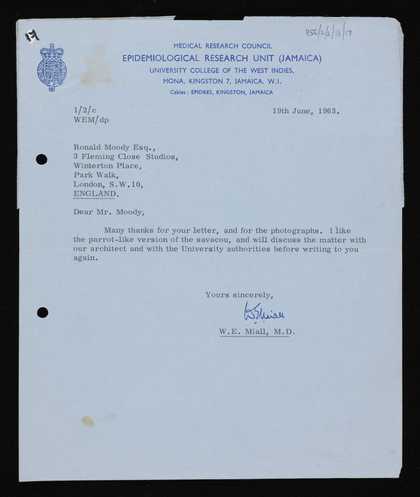 MEDICAL RESEARCH COUNCIL
EPIDEMIOLOGICAL RESEARCH UNIT (JAMAICA)
UNIVERSITY COLLEGE OF THE WEST INDIES,
MONA, KINGSTON 7, JAMAICA. W.I.
Cables: EPIDRES, KINGSTON, JAMAICA
1/2/c
19th June, 1963.
WEM/dp
Ronald Moody Esq.,
3 Fleming Close Studios,
Winterton Place,
Park Walk,
London, S.W.10,
ENGLAND.
Dear Mr. Moody,
Many thanks for your letter, and for the photographs. I like
the parrot-like version of the savacou, and will discuss the matter with
our architect and with the University authorities before writing to you
again.
Yours sincerely,
W.E. Miall, M.D.